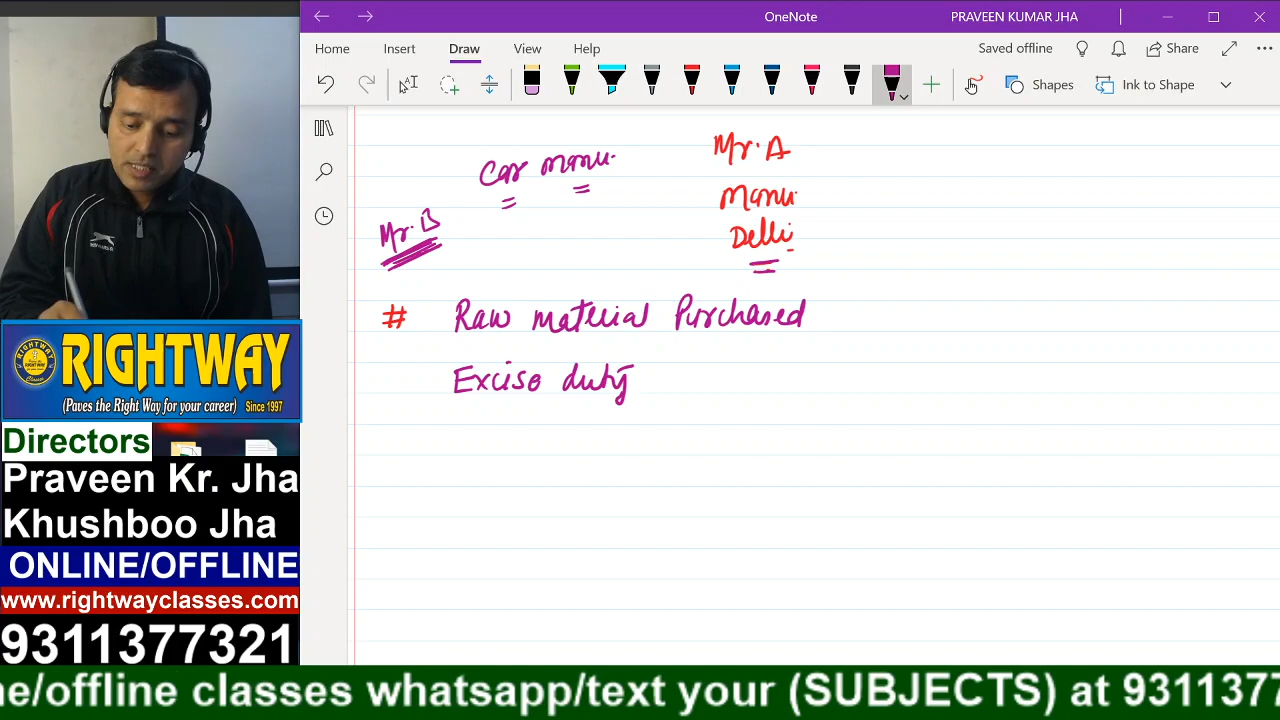 OneNote
PRAVEEN KUMAR JHA
Home Insert Draw View Help
Saved offline
Share
Shapes
Ink to Shape
Mr. A
Car manu.
Manu.
Mr. B
Delhi
# Raw material Purchased
Excise duty
RIGHTWAY
(Paves the Right Way for your career) Since 1997
Directors
Praveen Kr. Jha
Khushboo Jha
ONLINE/OFFLINE
www.rightwayclasses.com
9311377321
ne/offline classes whatsapp/text your (SUBJECTS) at 931137